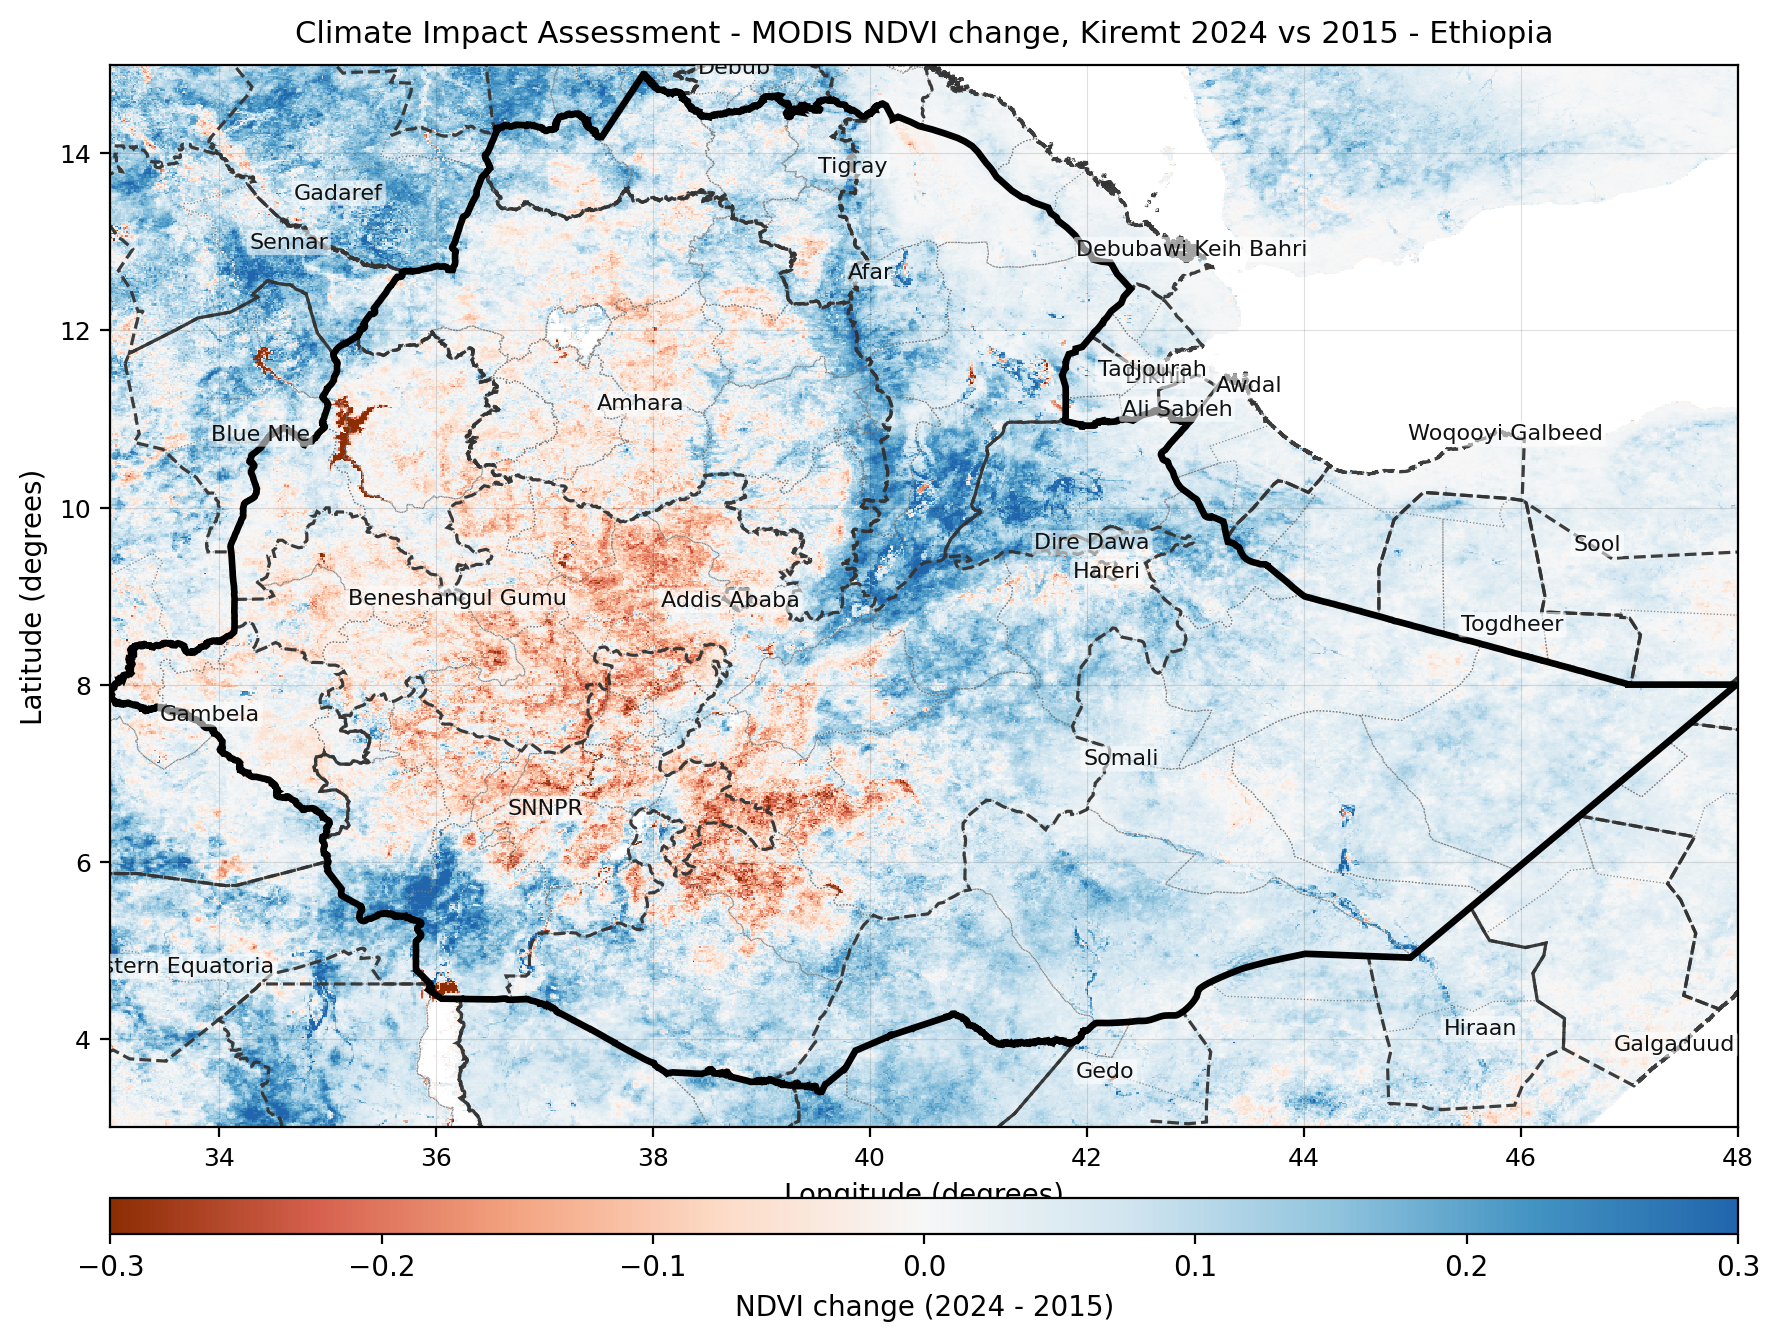 Climate Impact Assessment - MODIS NDVI change, Kiremt 2024 vs 2015 - Ethiopia
Debub
14
Tigray
Gadaref
Sennar
Debubawi Keih Bahri
Afar
12
Tadjourah
Dikhil
Awdal
Amhara
Ali Sabieh
Blue Nile
Woqooyi Galbeed
10
Dire Dawa
Sool
Hareri
Beneshangul Gumu
Addis Ababa
Togdheer
8
Gambela
Somali
SNNPR
6
stern Equatoria
4
Hiraan
Galgaduud
Gedo
Latitude (degrees)
34 36 38 40 42 44 46 48
Longitude (degrees)
−0.3 −0.2 −0.1 0.0 0.1 0.2 0.3
NDVI change (2024 - 2015)